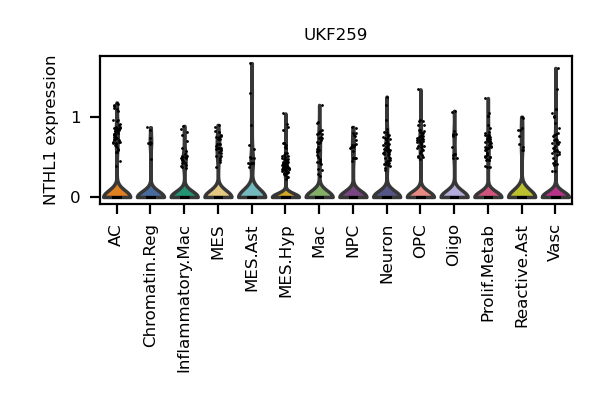 UKF259
NTHL1 expression
1
0
AC
Chromatin.Reg
Inflammatory.Mac
MES
MES.Ast
MES.Hyp
Mac
NPC
Neuron
OPC
Oligo
Prolif.Metab
Reactive.Ast
Vasc